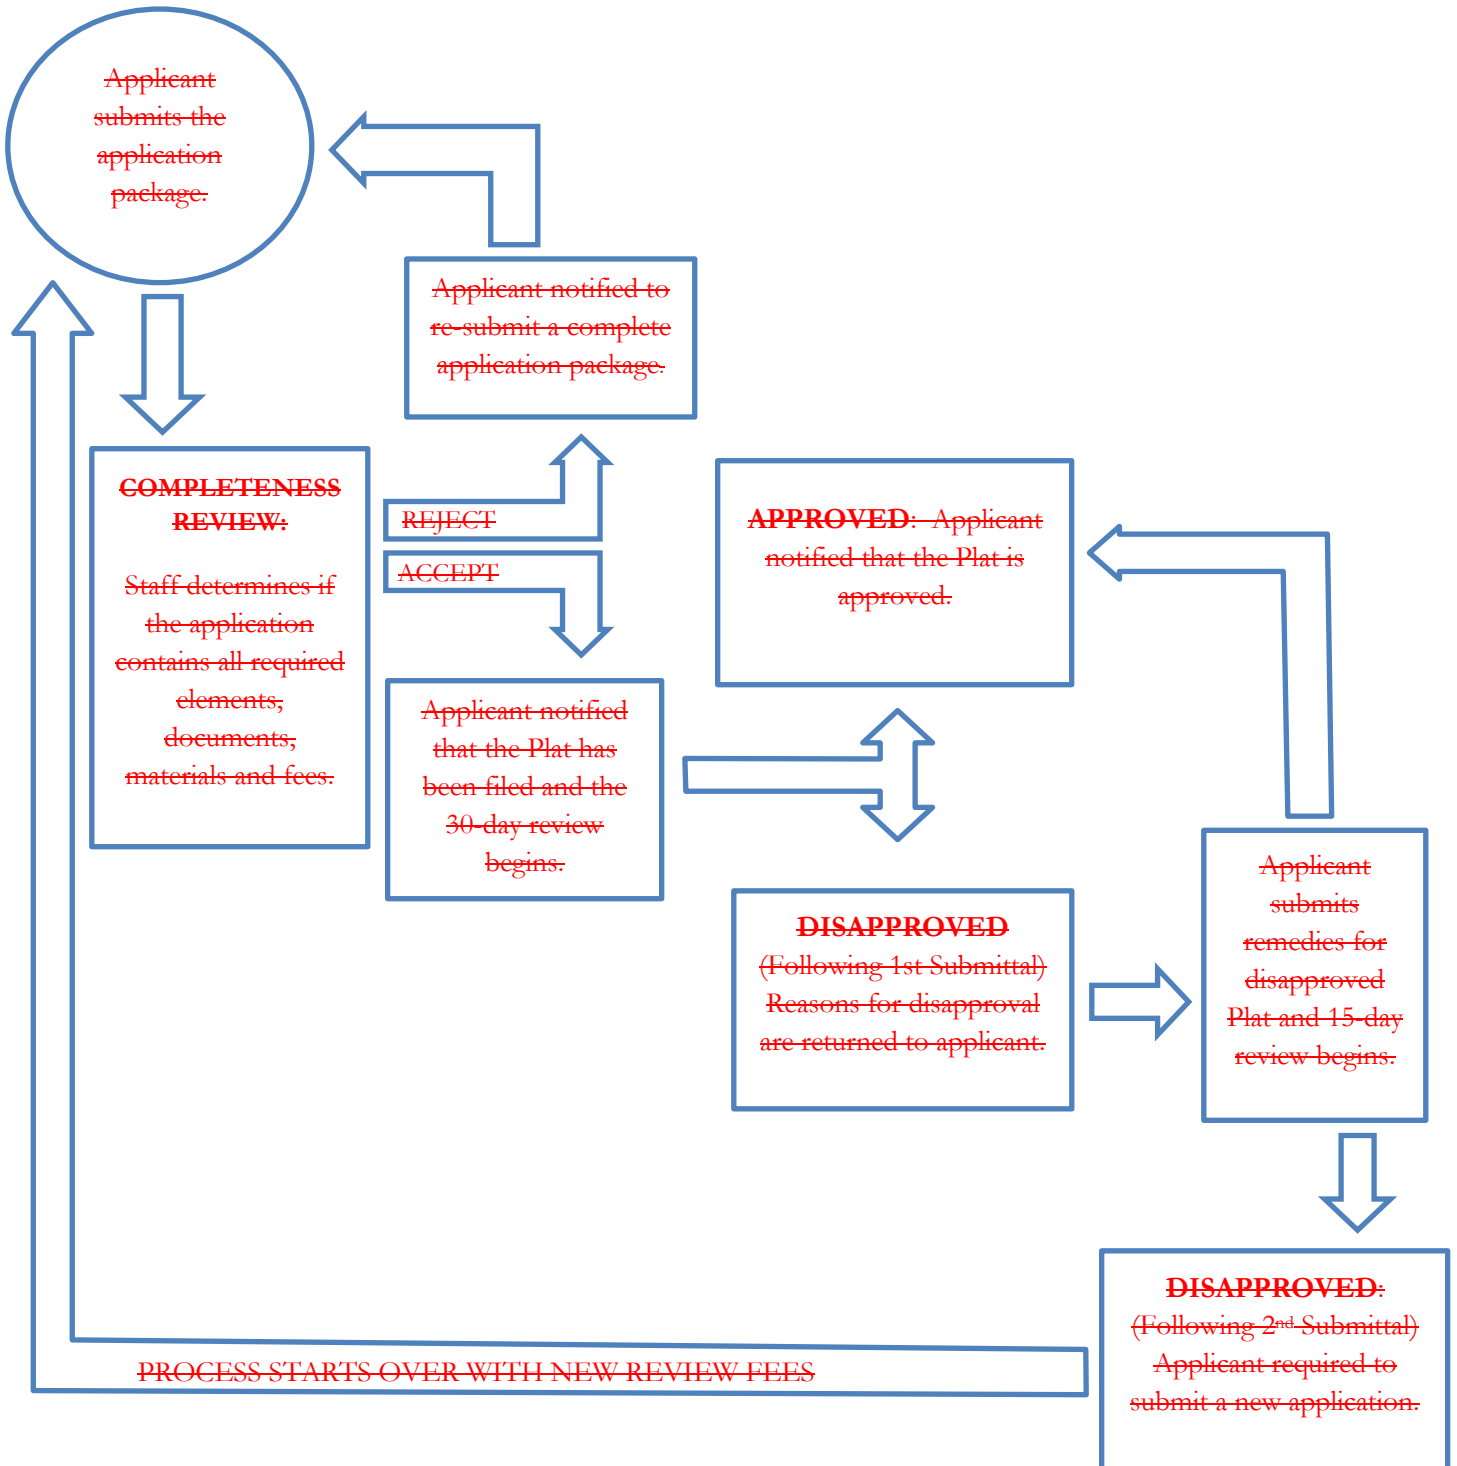 Applicant
submits the
application
package.
Applicant notified to
re-submit a complete
application package.
COMPLETENESS
REVIEW:
Staff determines if
the application
contains all required
elements,
documents,
materials and fees.
REJECT
ACCEPT
Applicant notified
that the Plat has
been filed and the
30-day review
begins.
APPROVED: Applicant
notified that the Plat is
approved.
DISAPPROVED
(Following 1st Submittal)
Reasons for disapproval
are returned to applicant.
Applicant
submits
remedies for
disapproved
Plat and 15-day
review begins.
DISAPPROVED:
(Following 2nd Submittal)
Applicant required to
submit a new application.
PROCESS STARTS OVER WITH NEW REVIEW FEES